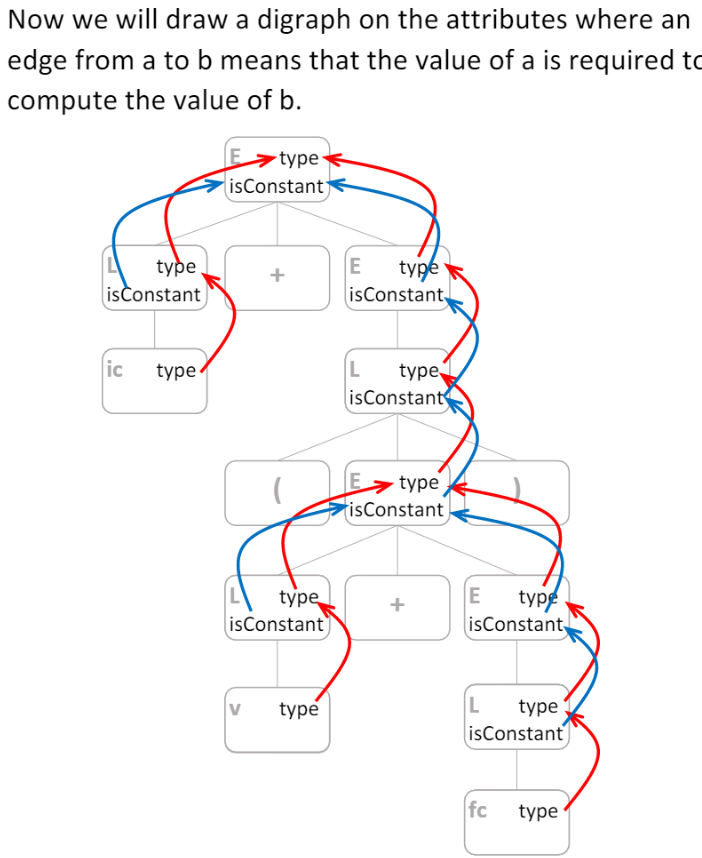 Now we will draw a digraph on the attributes where an
edge from a to b means that the value of a is required to
compute the value of b.
E type
isConstant
L type
isConstant
+
E type
isConstant
ic type
L type
isConstant
(
E type
isConstant
)
L type
isConstant
+
E type
isConstant
v type
L type
isConstant
fc type